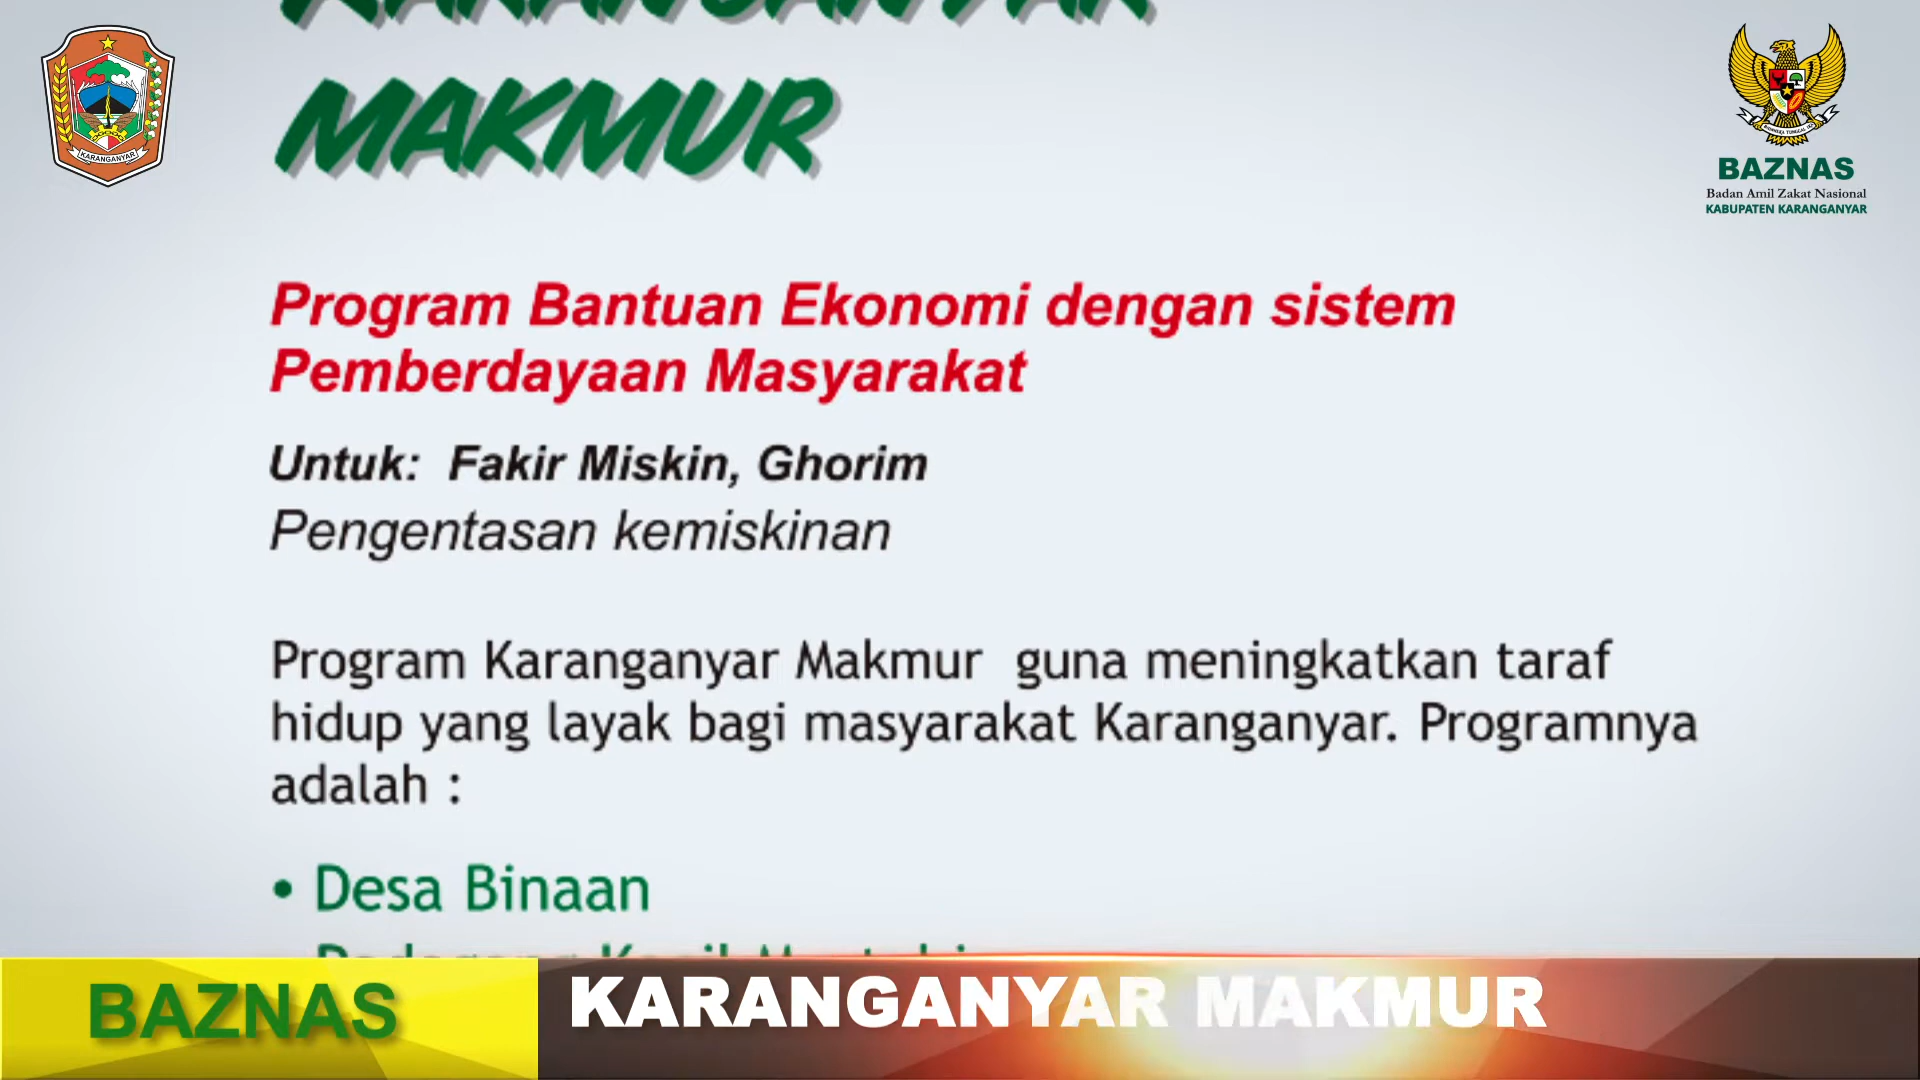 KARANGANYAR
MAKMUR
KARANGANYAR
BAZNAS
Badan Amil Zakat Nasional
KABUPATEN KARANGANYAR
Program Bantuan Ekonomi dengan sistem
Pemberdayaan Masyarakat
Untuk: Fakir Miskin, Ghorim
Pengentasan kemiskinan
Program Karanganyar Makmur guna meningkatkan taraf
hidup yang layak bagi masyarakat Karanganyar. Programnya
adalah :
• Desa Binaan
BAZNAS
KARANGANYAR MAKMUR